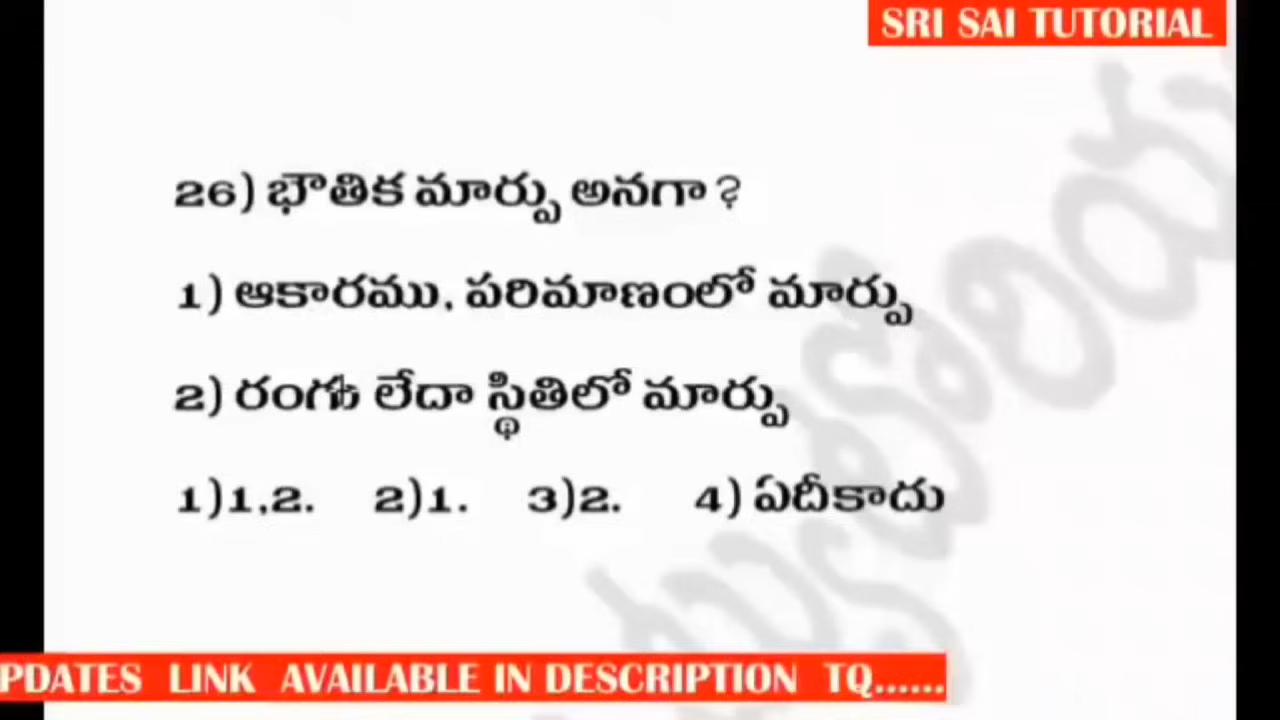 SRI SAI TUTORIAL
26) భౌతిక మార్పు అనగా ?
1) ఆకారము, పరిమాణంలో మార్పు
2) రంగు లేదా స్థితిలో మార్పు
1)1,2. 2)1. 3)2. 4) ఏదీకాదు
PDATES LINK AVAILABLE IN DESCRIPTION TQ......